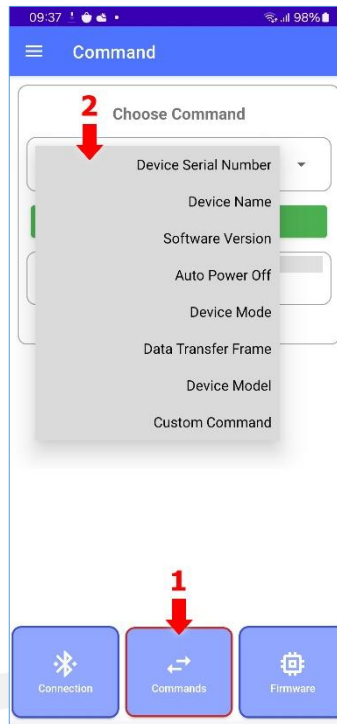 09:37 98%
Command
2
Choose Command
Device Serial Number
Device Name
Software Version
Auto Power Off
Device Mode
Data Transfer Frame
Device Model
Custom Command
1
Connection
Commands
Firmware